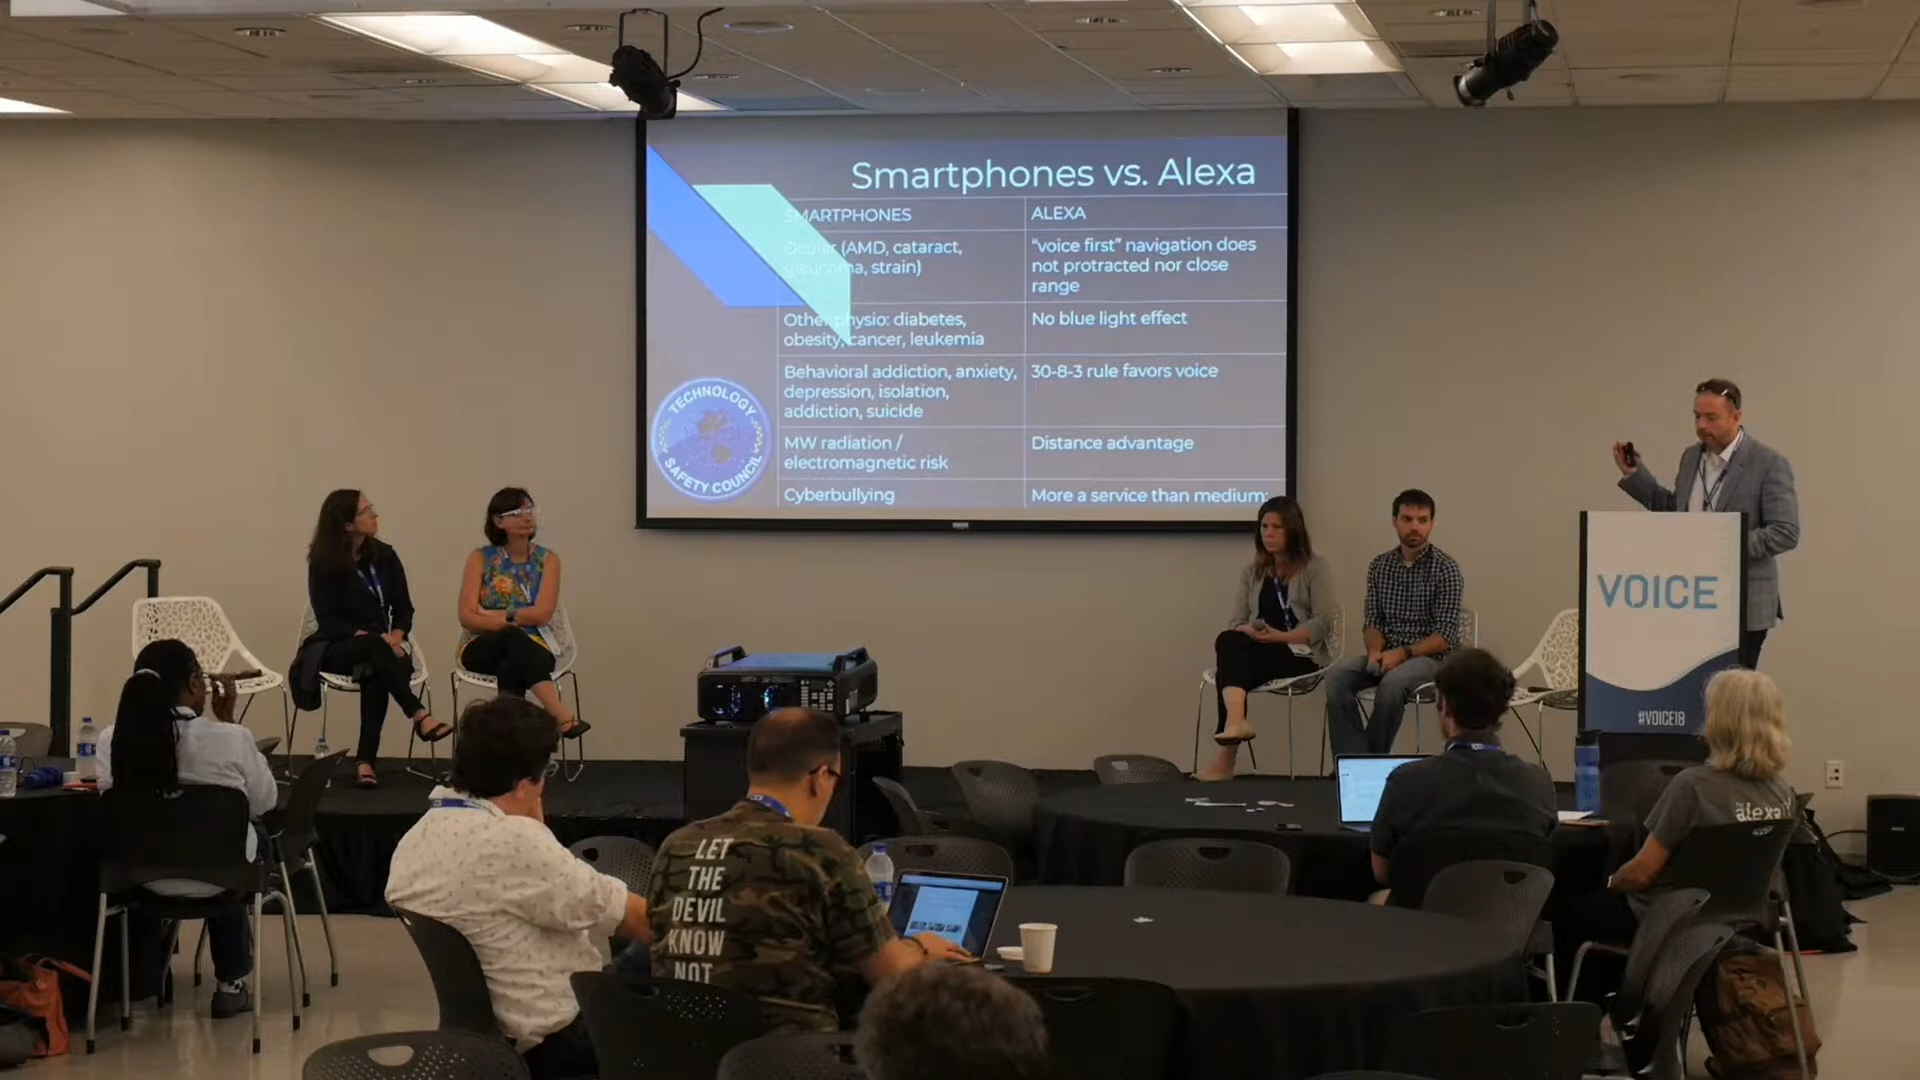 Smartphones vs. Alexa
SMARTPHONES
ALEXA
Ocular (AMD, cataract,
glaucoma, strain)
“voice first” navigation does
not protracted nor close
range
Other physio: diabetes,
obesity, cancer, leukemia
No blue light effect
Behavioral addiction, anxiety,
depression, isolation,
addiction, suicide
30-8-3 rule favors voice
MW radiation /
electromagnetic risk
Distance advantage
Cyberbullying
More a service than medium:
TECHNOLOGY
SAFETY COUNCIL
VOICE
#VOICE18
alexa
LET
THE
DEVIL
KNOW
NOT